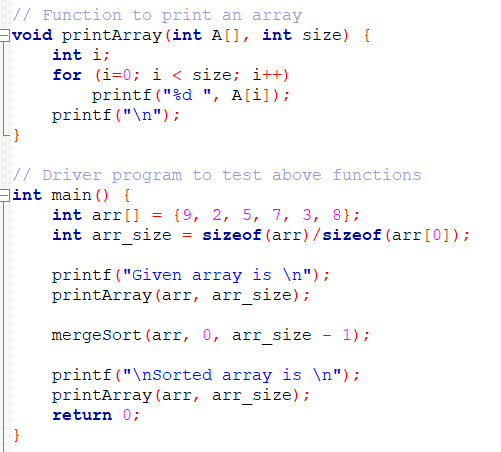 // Function to print an array
void printArray(int A[], int size) {
    int i;
    for (i=0; i < size; i++)
        printf("%d ", A[i]);
    printf("\n");
}
// Driver program to test above functions
int main() {
    int arr[] = {9, 2, 5, 7, 3, 8};
    int arr_size = sizeof(arr)/sizeof(arr[0]);
    printf("Given array is \n");
    printArray(arr, arr_size);
    mergeSort(arr, 0, arr_size - 1);
    printf("\nSorted array is \n");
    printArray(arr, arr_size);
    return 0;
}